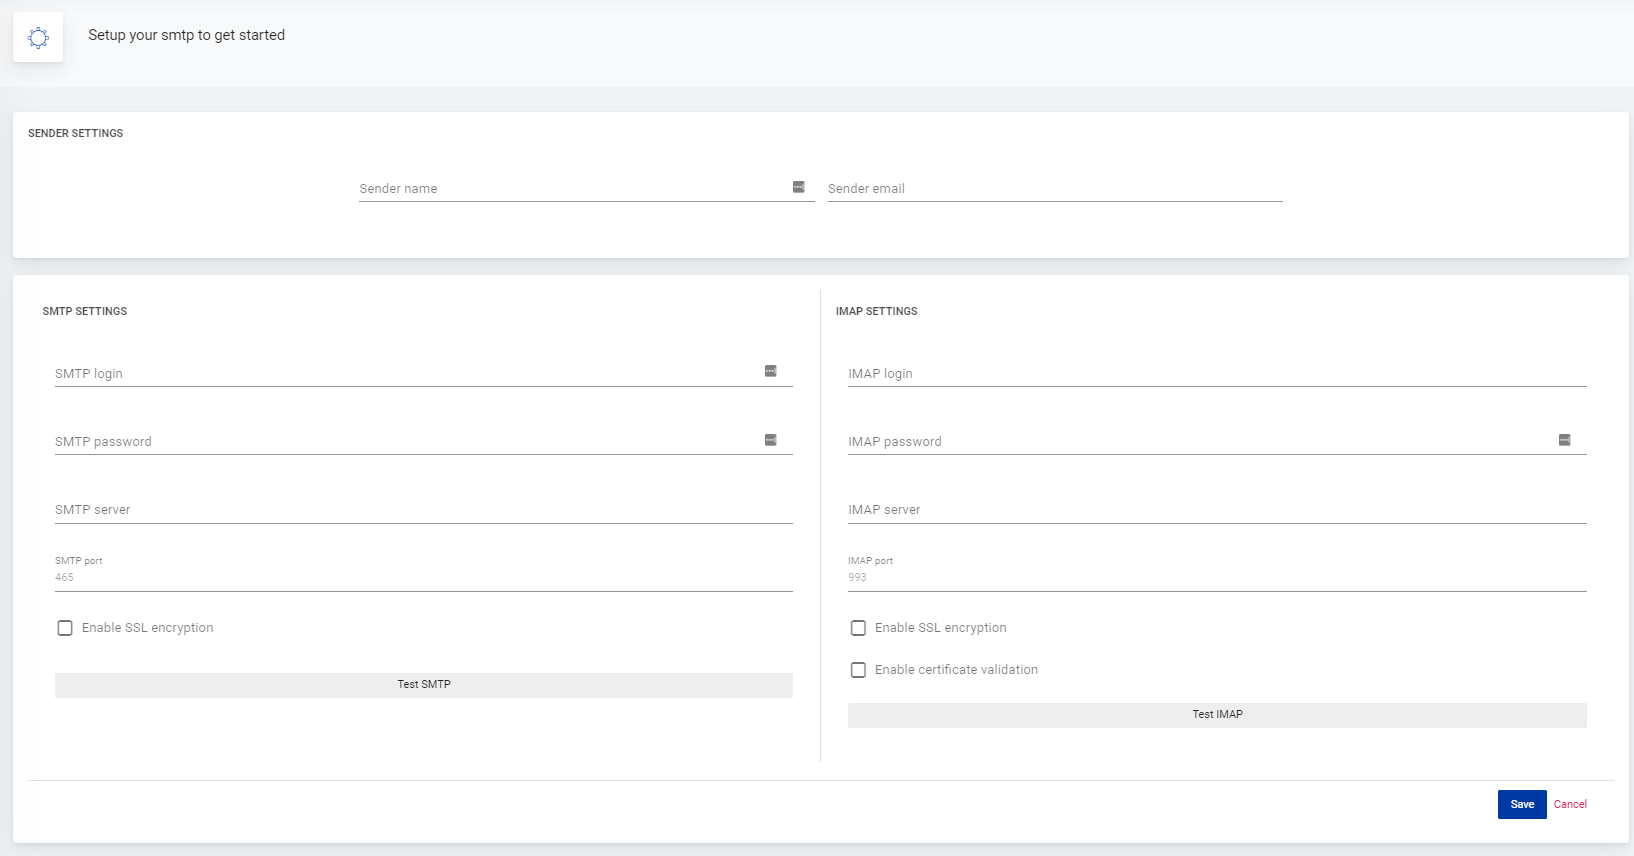 Setup your smtp to get started
SENDER SETTINGS
Sender name
Sender email
SMTP SETTINGS
SMTP login
SMTP password
SMTP server
SMTP port
465
Enable SSL encryption
Test SMTP
IMAP SETTINGS
IMAP login
IMAP password
IMAP server
IMAP port
993
Enable SSL encryption
Enable certificate validation
Test IMAP
Save
Cancel